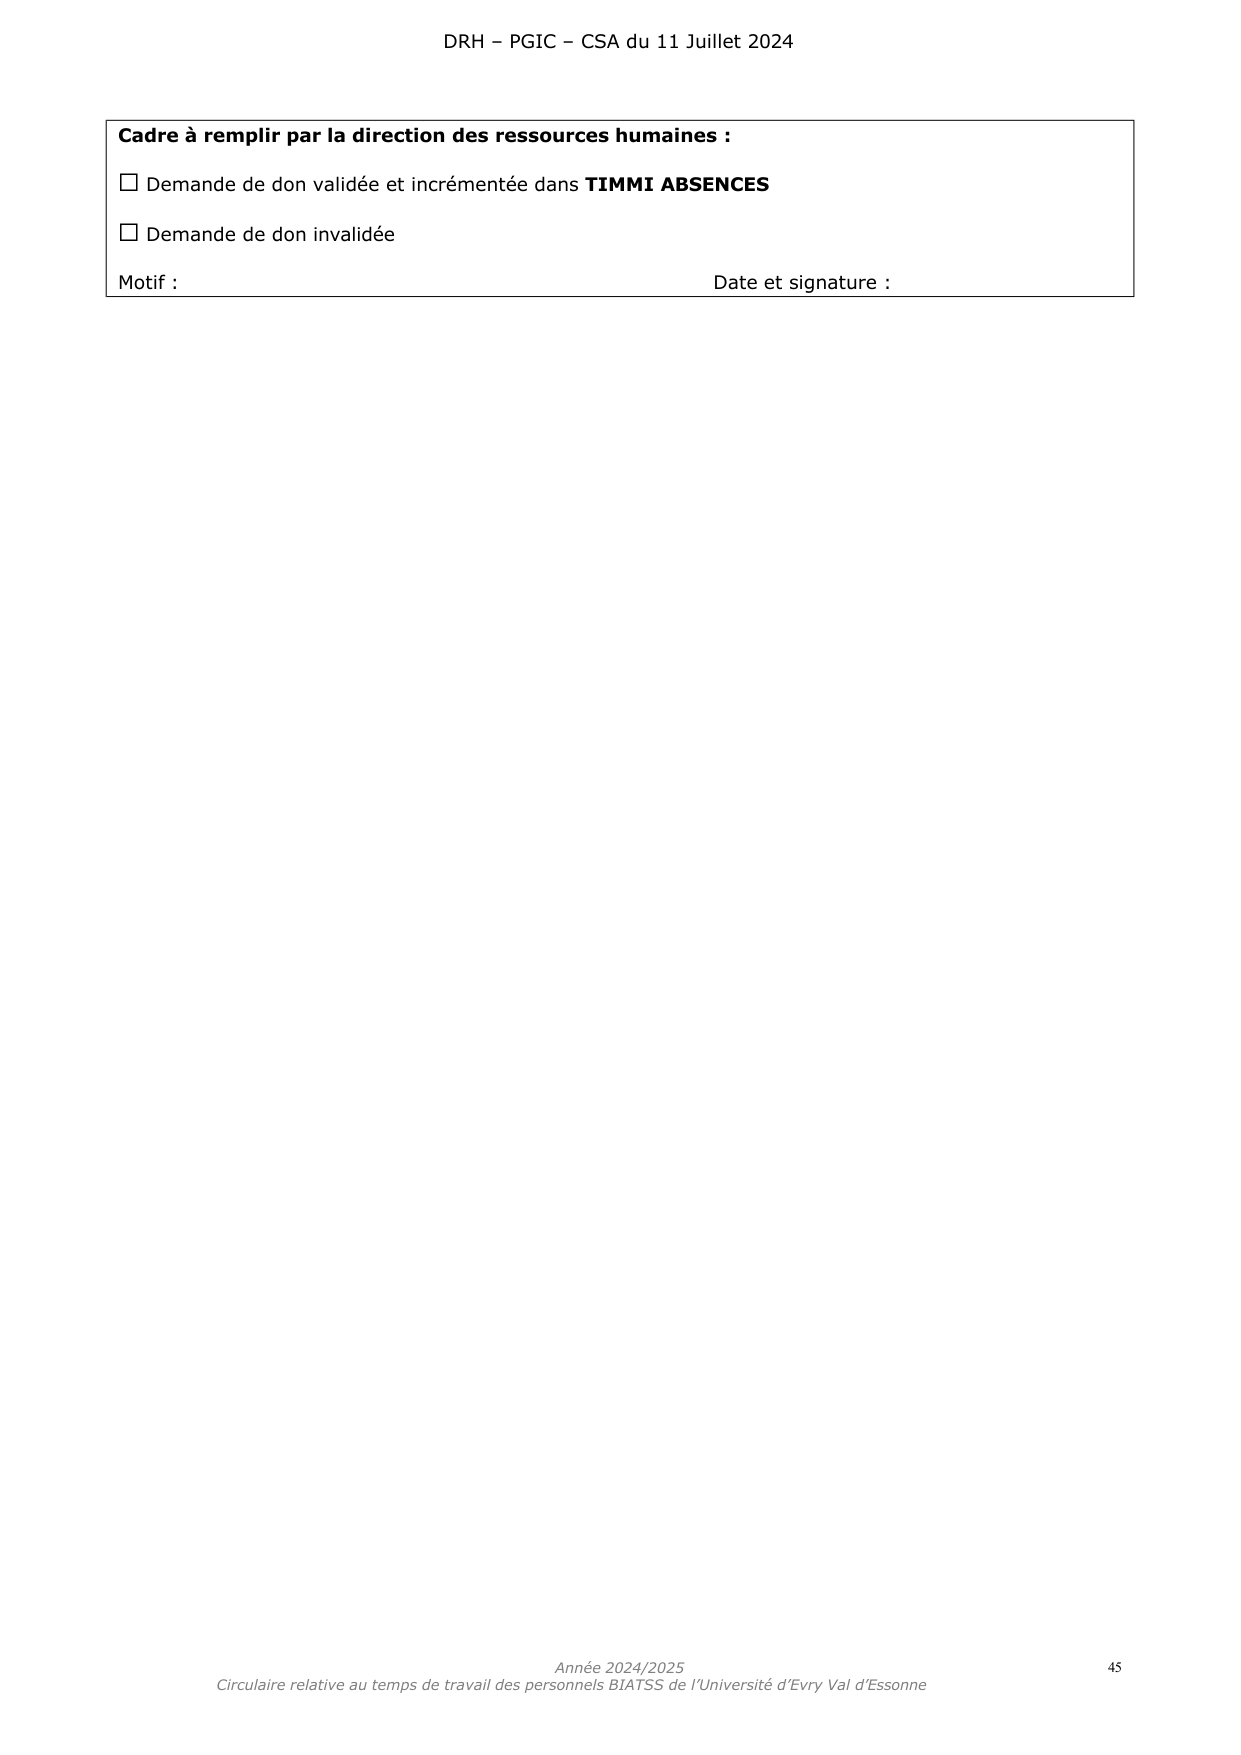 DRH – PGIC – CSA du 11 Juillet 2024
Cadre à remplir par la direction des ressources humaines :
☐ Demande de don validée et incrémentée dans TIMMI ABSENCES
☐ Demande de don invalidée
Motif : Date et signature :
Année 2024/2025 45
Circulaire relative au temps de travail des personnels BIATSS de l’Université d’Evry Val d’Essonne